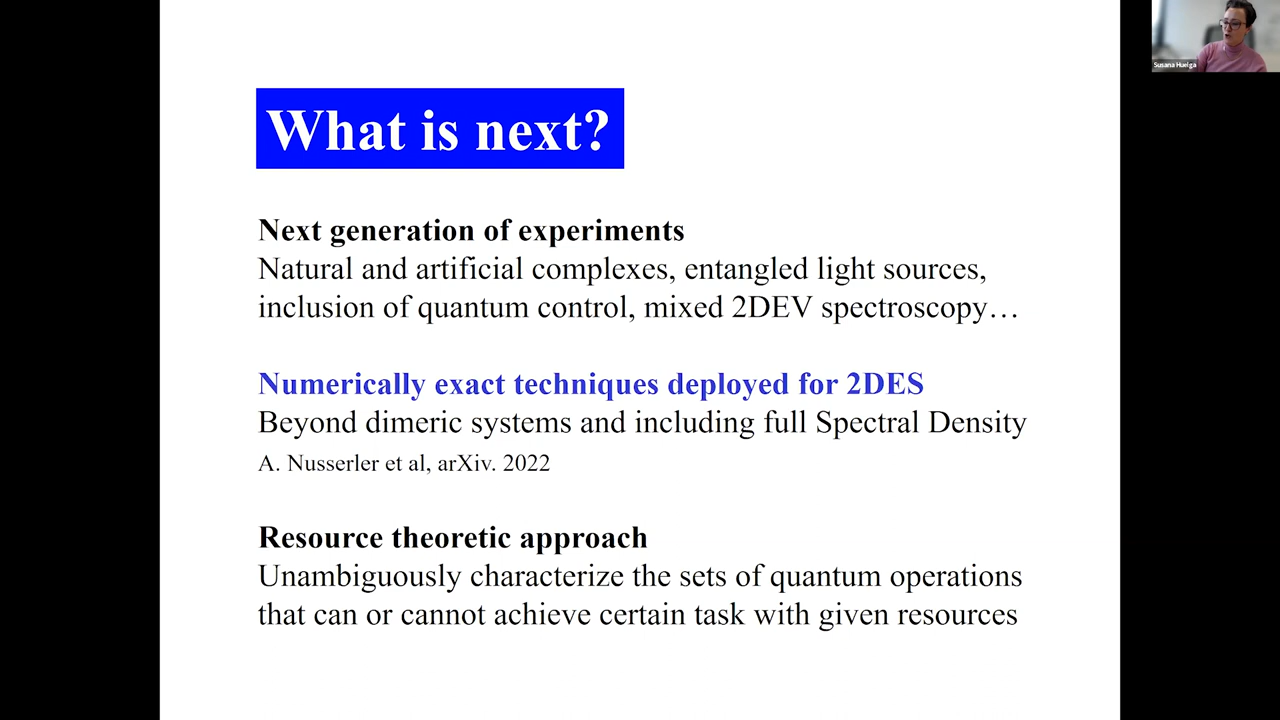 Susana Huelga
What is next?
Next generation of experiments
Natural and artificial complexes, entangled light sources,
inclusion of quantum control, mixed 2DEV spectroscopy…
Numerically exact techniques deployed for 2DES
Beyond dimeric systems and including full Spectral Density
A. Nusserler et al, arXiv. 2022
Resource theoretic approach
Unambiguously characterize the sets of quantum operations
that can or cannot achieve certain task with given resources